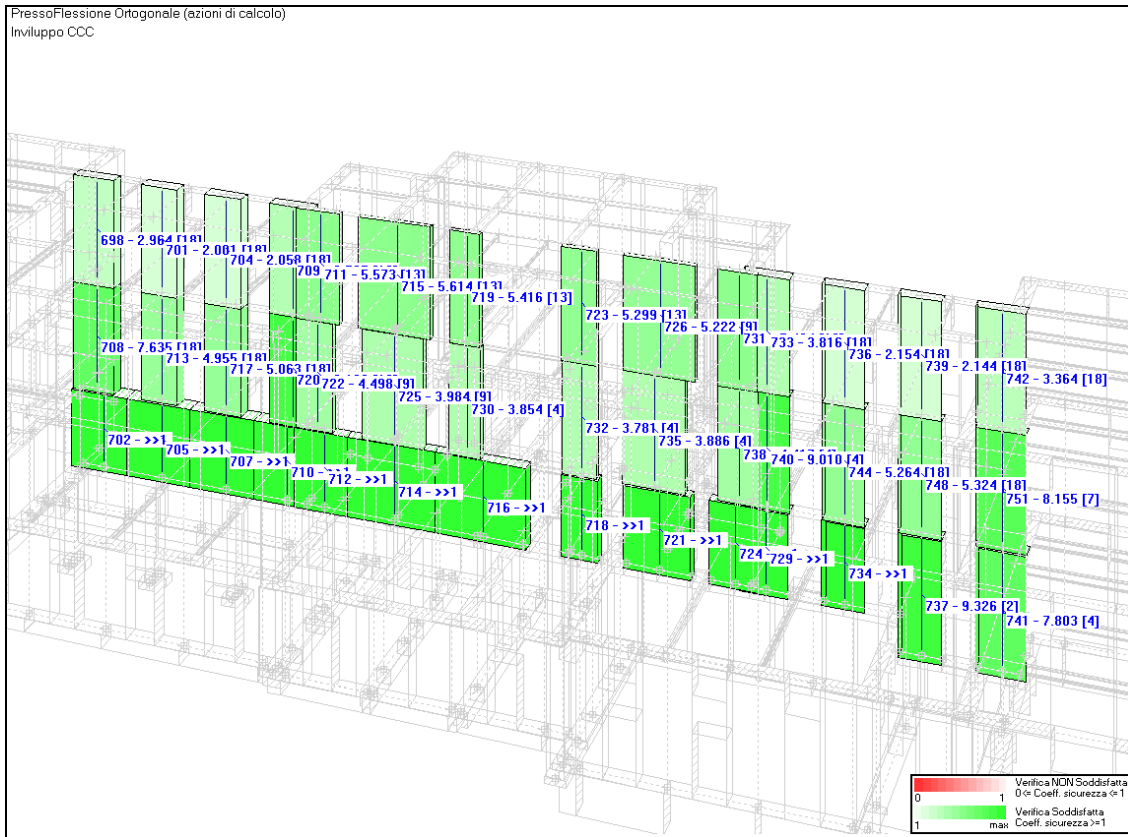 PressoFlessione Ortogonale (azioni di calcolo)
Inviluppo CCC
698 - 2.964 [18]
701 - 2.001 [18]
704 - 2.058 [18]
709
711 - 5.573 [13]
715 - 5.614 [13]
719 - 5.416 [13]
723 - 5.299 [13]
726 - 5.222 [9]
731
733 - 3.816 [18]
736 - 2.154 [18]
739 - 2.144 [18]
742 - 3.364 [18]
708 - 7.635 [18]
713 - 4.955 [18]
717 - 5.063 [18]
720
722 - 4.498 [9]
725 - 3.984 [9]
730 - 3.854 [4]
732 - 3.781 [4]
735 - 3.886 [4]
738
740 - 9.010 [4]
744 - 5.264 [18]
748 - 5.324 [18]
751 - 8.155 [7]
702 - >>1
705 - >>1
707 - >>1
710 - >>1
712 - >>1
714 - >>1
716 - >>1
718 - >>1
721 - >>1
724
729 - >>1
734 - >>1
737 - 9.326 [2]
741 - 7.803 [4]
Verifica NON Soddisfatta
0<= Coeff. sicurezza <=1
0 1
Verifica Soddisfatta
Coeff. sicurezza >=1
1 max